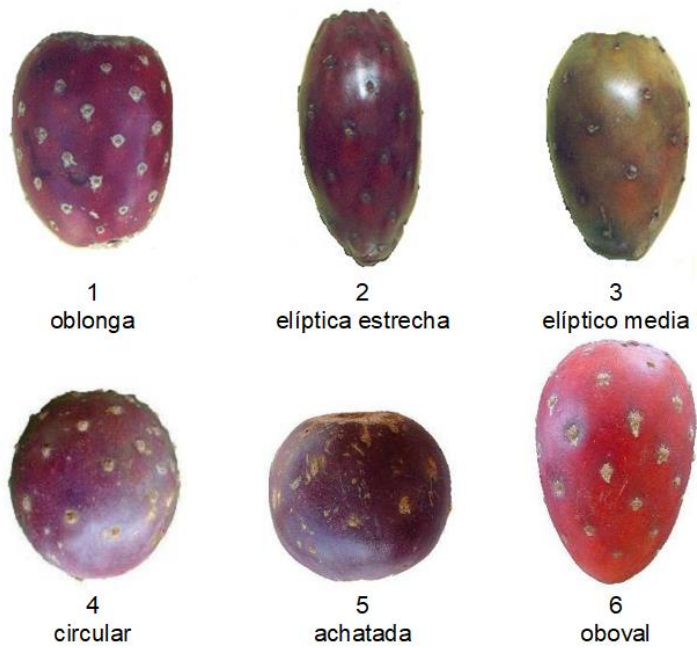 1
oblonga
2
elíptica estrecha
3
elíptico media
4
circular
5
achatada
6
oboval